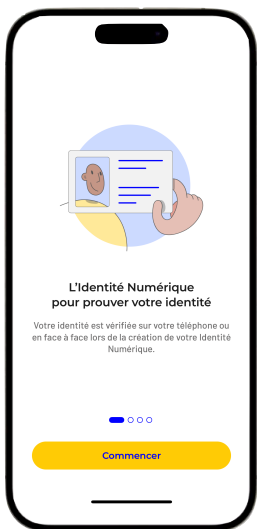 L'Identité Numérique
pour prouver votre identité
Votre identité est vérifiée sur votre téléphone ou
en face à face lors de la création de votre Identité
Numérique.
Commencer